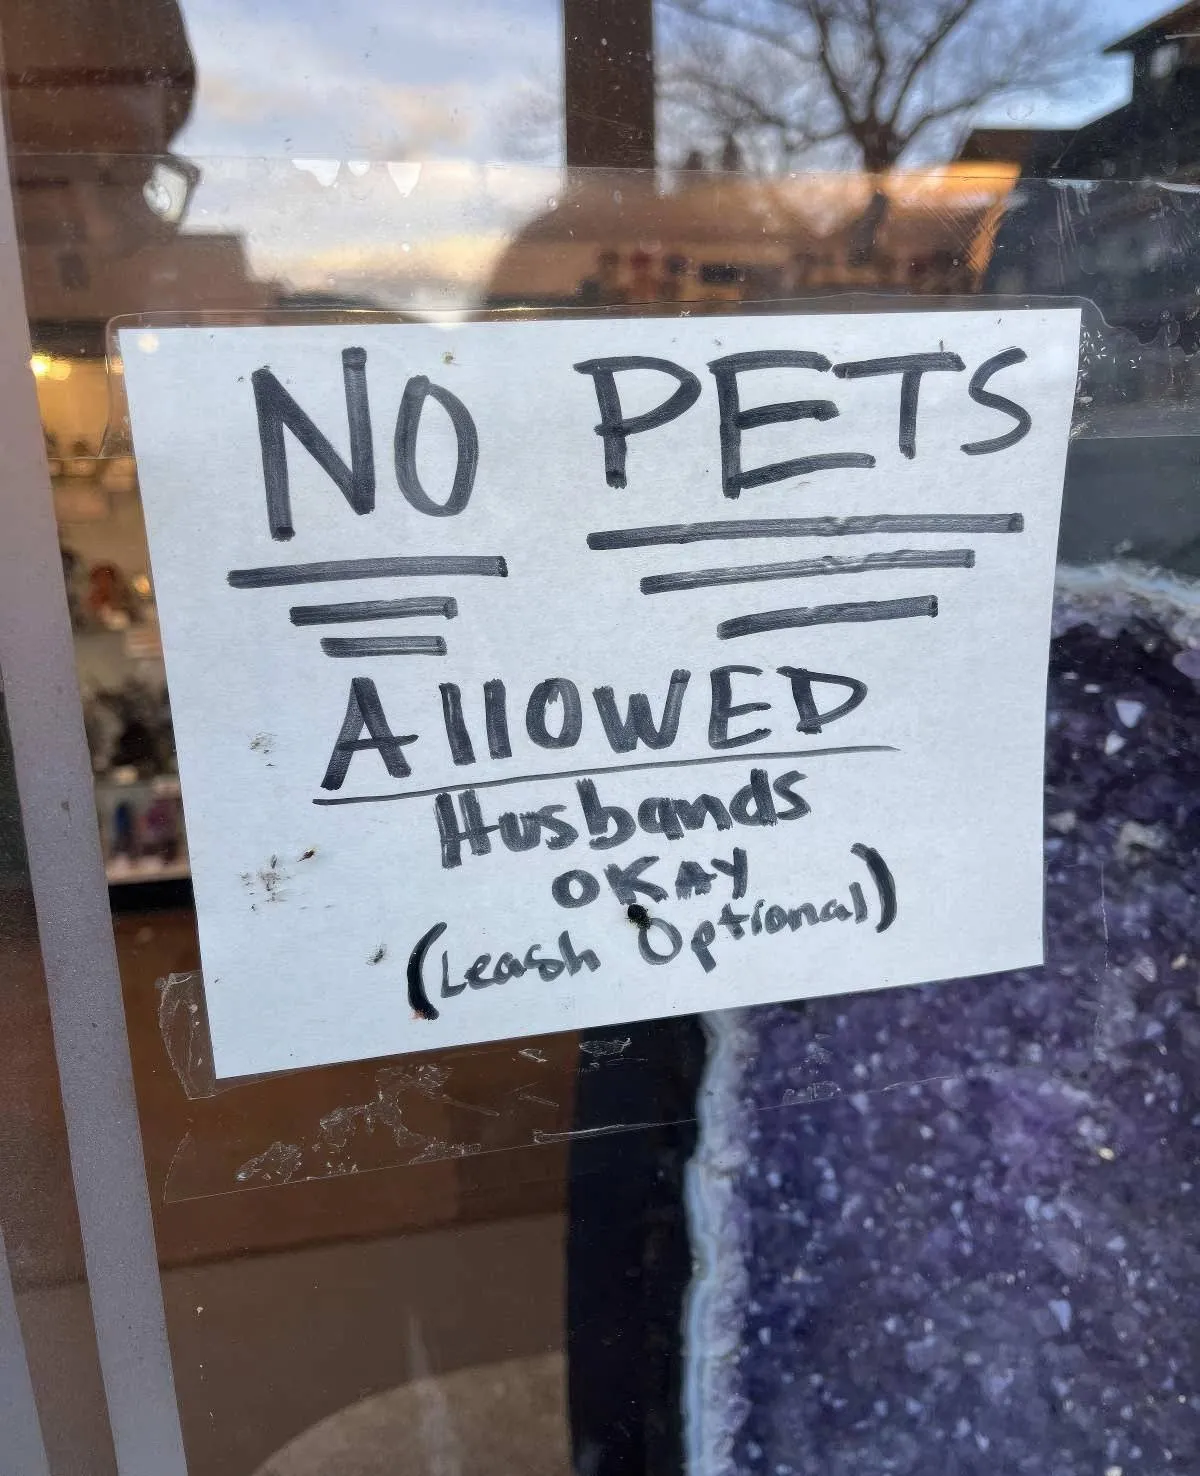 NO PETS
AllOWED
Husbands
OKAY
(Leash Optional)